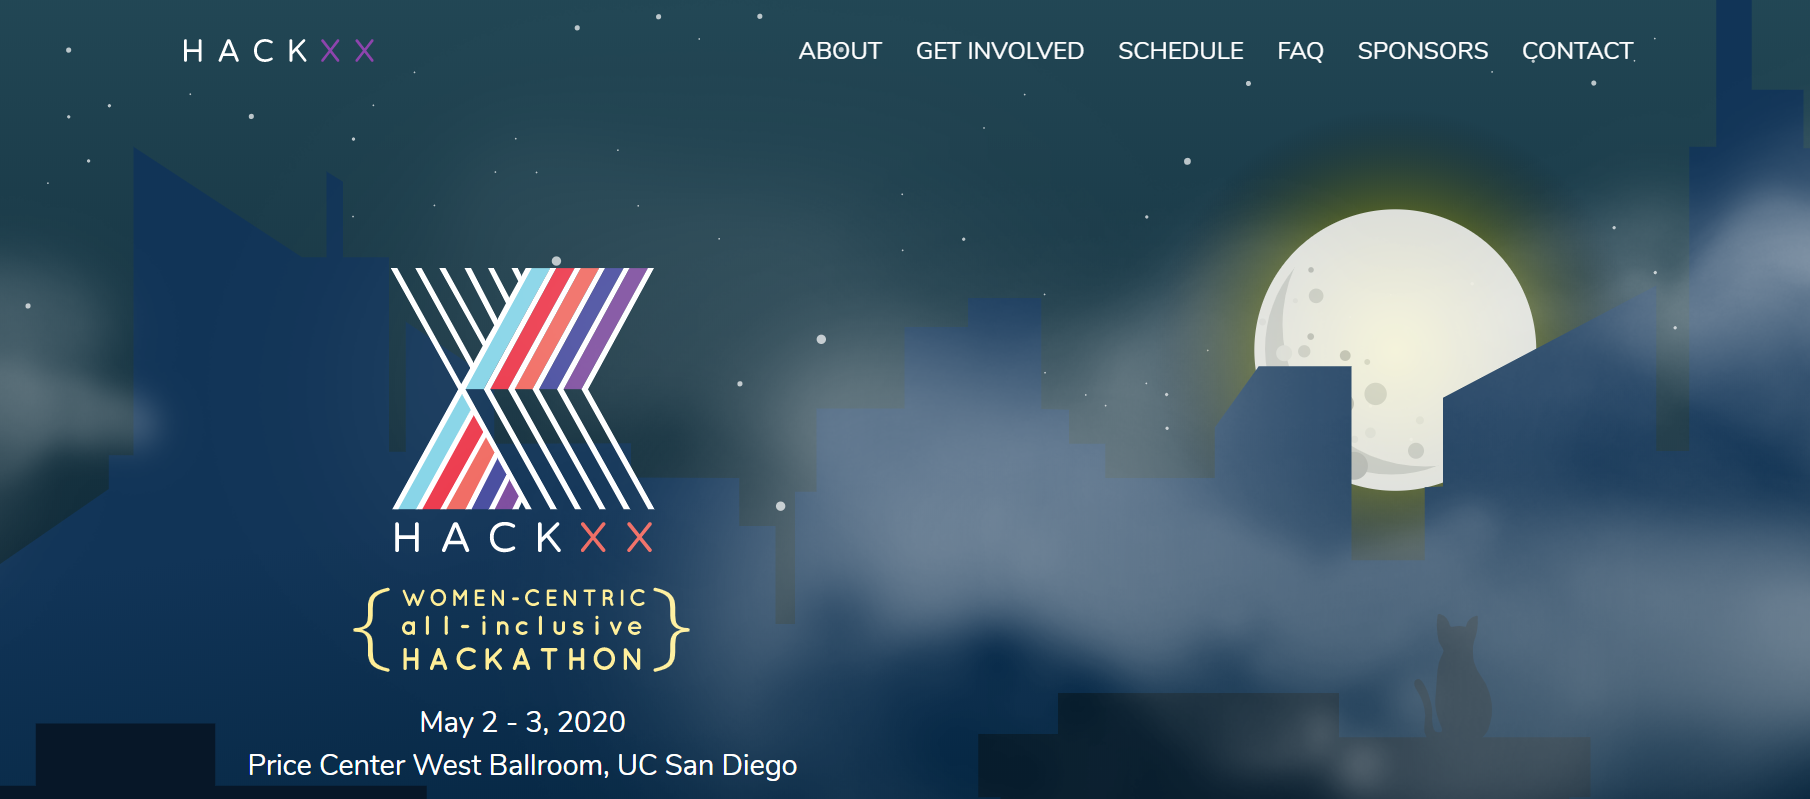 HACKXX
ABOUT GET INVOLVED SCHEDULE FAQ SPONSORS CONTACT
HACKXX
WOMEN-CENTRIC
all-inclusive
HACKATHON
May 2 - 3, 2020
Price Center West Ballroom, UC San Diego